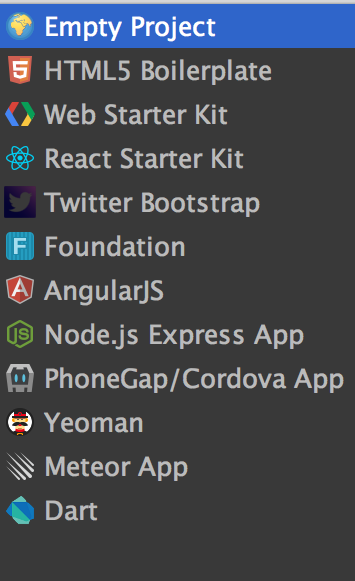 Empty Project
HTML5 Boilerplate
Web Starter Kit
React Starter Kit
Twitter Bootstrap
Foundation
AngularJS
Node.js Express App
PhoneGap/Cordova App
Yeoman
Meteor App
Dart